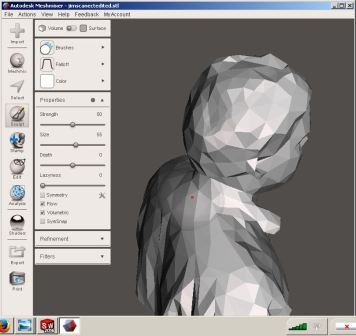 Autodesk Meshmixer - jimscanectedited.stl
File Actions View Feedback MyAccount
Import
Meshmix
Select
Sculpt
Stamp
Edit
Analysis
Shaders
Export
Print
Volume Surface
Brushes
Falloff
Color
Properties
Strength 50
Size 55
Depth 0
Lazyness 0
Symmetry
Flow
Volumetric
SymSnap
Refinement
Filters
SW